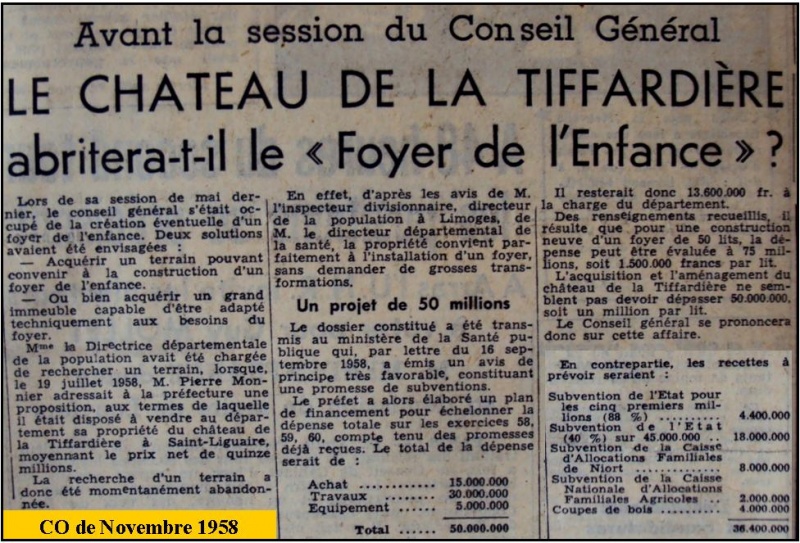 Avant la session du Conseil Général
LE CHATEAU DE LA TIFFARDIÈRE
abritera-t-il le « Foyer de l'Enfance » ?
Lors de sa session de mai der-
nier, le conseil général s'était oc-
cupé de la création éventuelle d'un
foyer de l'enfance. Deux solutions
avaient été envisagées :
— Acquérir un terrain pouvant
convenir à la construction d'un
foyer de l'enfance.
— Ou bien acquérir un grand
immeuble capable d'être adapté
techniquement aux besoins du
foyer.
Mme la Directrice départementale
de la population avait été chargée
de rechercher un terrain, lorsque,
le 19 juillet 1958, M. Pierre Mon-
nier adressait à la préfecture une
proposition, aux termes de laquelle
il était disposé à vendre au dépar-
tement sa propriété du château de
la Tiffardière à Saint-Liguaire,
moyennant le prix net de quinze
millions.
La recherche d'un terrain a
donc été momentanément abandon-
née.
En effet, d'après les avis de M.
l'inspecteur divisionnaire, directeur
de la population à Limoges, de
M. le directeur départemental de
la santé, la propriété convient par-
faitement à l'installation d'un foyer,
sans demander de grosses trans-
formations.
Un projet de 50 millions
Le dossier constitué a été trans-
mis au ministère de la Santé pu-
blique qui, par lettre du 16 sep-
tembre 1958, a émis un avis de
principe très favorable, constituant
une promesse de subventions.
Le préfet a alors élaboré un plan
de financement pour échelonner la
dépense totale sur les exercices 58,
59, 60, compte tenu des promesses
déjà reçues. Le total de la dépense
serait de :
Achat ............ 15.000.000
Travaux .......... 30.000.000
Equipement ...... 5.000.000
Total ...... 50.000.000
Il resterait donc 13.600.000 fr. à
la charge du département.
Des renseignements recueillis, il
résulte que pour une construction
neuve d'un foyer de 50 lits, la dé-
pense peut être évaluée à 75 mil-
lions, soit 1.500.000 francs par lit.
L'acquisition et l'aménagement du
château de la Tiffardière ne sem-
blent pas devoir dépasser 50.000.000,
soit un million par lit.
Le Conseil général se prononcera
donc sur cette affaire.
En contrepartie, les recettes à
prévoir seraient :
Subvention de l'Etat pour
les cinq premiers mil-
lions (88 %) .......... 4.400.000
Subvention de l'Etat
(40 %) sur 45.000.000 .. 18.000.000
Subvention de la Caisse
d'Allocations Familiales
de Niort ............ 8.000.000
Subvention de la Caisse
Nationale d'Allocations
Familiales Agricoles .. 2.000.000
Coupes de bois ........ 4.000.000
36.400.000
CO de Novembre 1958